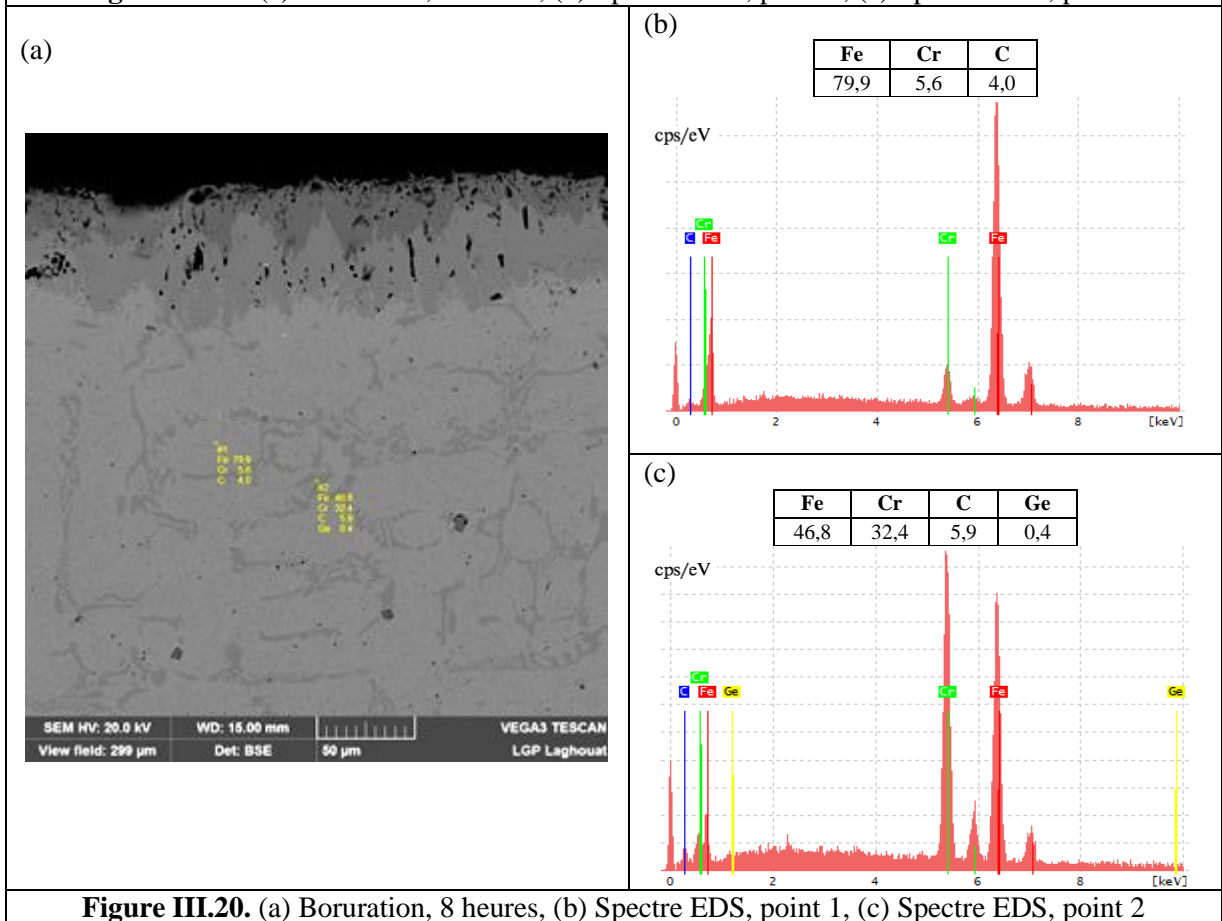 (a)
#1
Fe 79,9
Cr 5,6
C 4,0
#2
Fe 46,8
Cr 32,4
C 5,9
Ge 0,4
SEM HV: 20.0 kV WD: 15.00 mm VEGA3 TESCAN
View field: 299 µm Det: BSE 50 µm LGP Laghouat
(b)
Fe Cr C
79,9 5,6 4,0
cps/eV
Cr
C Fe Cr Fe
0 2 4 6 8 [keV]
(c)
Fe Cr C Ge
46,8 32,4 5,9 0,4
cps/eV
Cr
C Fe Ge Cr Fe Ge
0 2 4 6 8 [keV]
Figure III.20. (a) Boruration, 8 heures, (b) Spectre EDS, point 1, (c) Spectre EDS, point 2